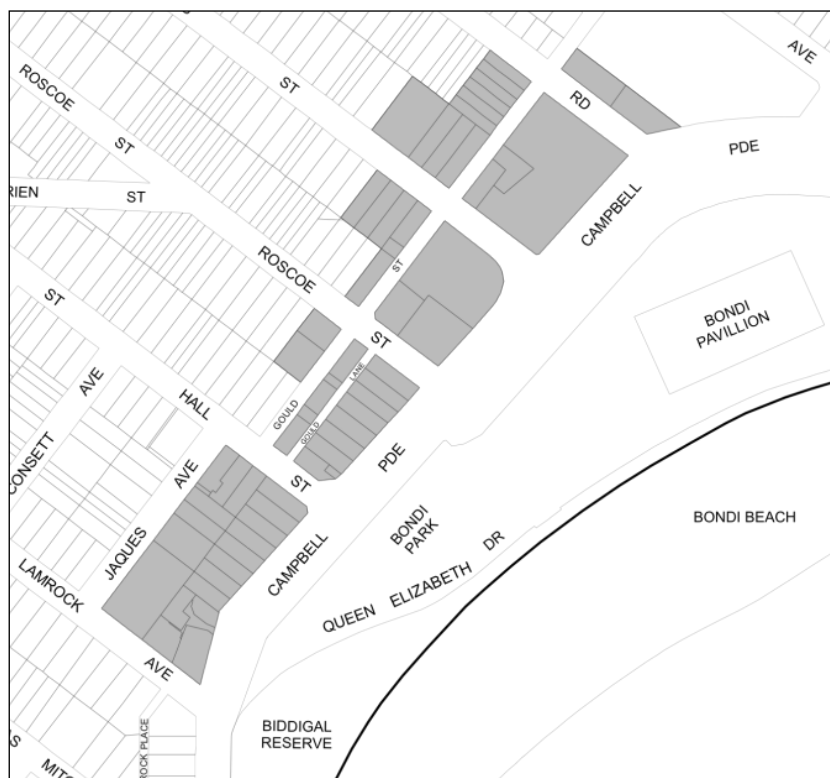 AVE
ROSCOE
ST
ST
RD
PDE
CAMPBELL
RIEN
ST
ROSCOE
ST
ST
BONDI
PAVILLION
ST
LANE
GOULD
GOULD
HALL
ST
AVE
CONSETT
AVE
JAQUES
PDE
CAMPBELL
BONDI
PARK
BONDI BEACH
QUEEN ELIZABETH DR
LAMROCK
AVE
BIDDIGAL
RESERVE
ROCK PLACE